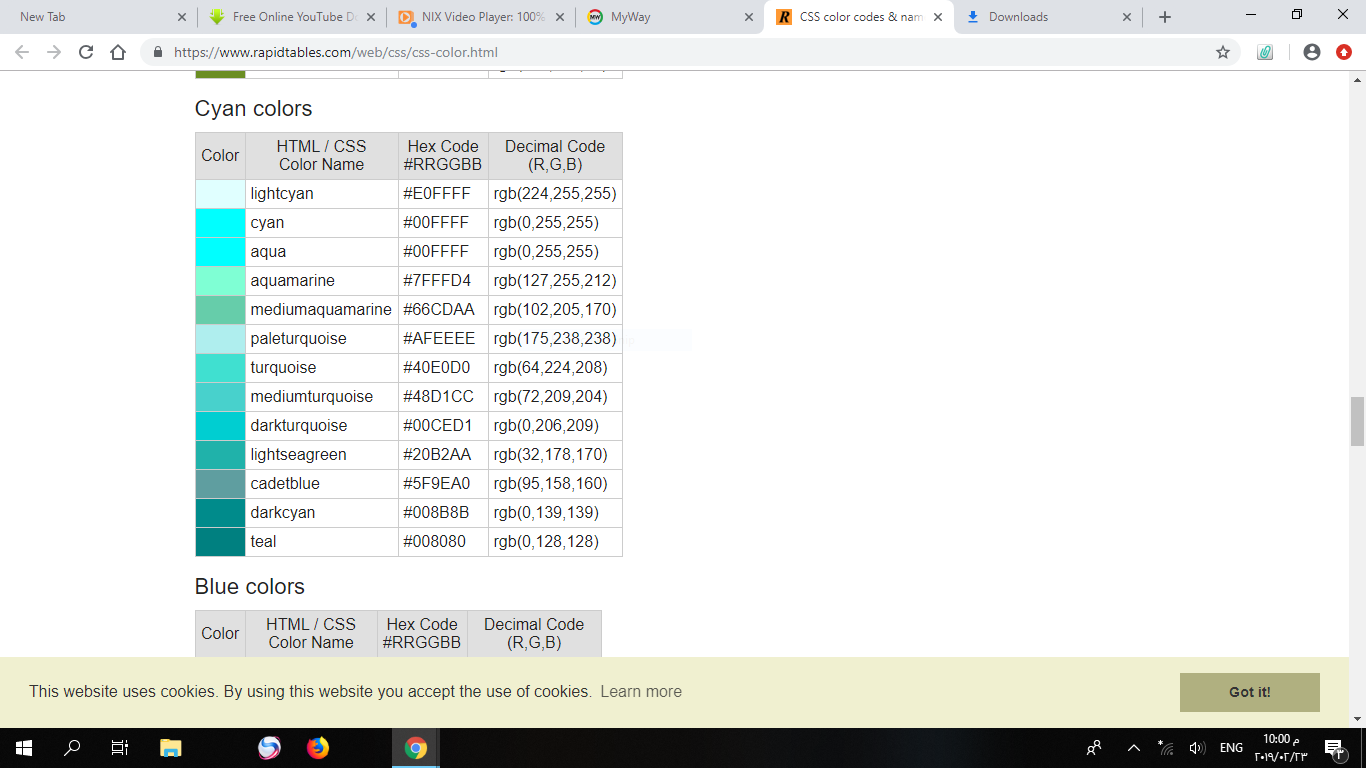 New Tab
Free Online YouTube D
NIX Video Player: 100%
MyWay
CSS color codes & nam
Downloads
https://www.rapidtables.com/web/css/css-color.html
Cyan colors
Color HTML / CSS Color Name Hex Code #RRGGBB Decimal Code (R,G,B)
lightcyan #E0FFFF rgb(224,255,255)
cyan #00FFFF rgb(0,255,255)
aqua #00FFFF rgb(0,255,255)
aquamarine #7FFFD4 rgb(127,255,212)
mediumaquamarine #66CDAA rgb(102,205,170)
paleturquoise #AFEEEE rgb(175,238,238)
turquoise #40E0D0 rgb(64,224,208)
mediumturquoise #48D1CC rgb(72,209,204)
darkturquoise #00CED1 rgb(0,206,209)
lightseagreen #20B2AA rgb(32,178,170)
cadetblue #5F9EA0 rgb(95,158,160)
darkcyan #008B8B rgb(0,139,139)
teal #008080 rgb(0,128,128)
Blue colors
Color HTML / CSS Color Name Hex Code #RRGGBB Decimal Code (R,G,B)
This website uses cookies. By using this website you accept the use of cookies. Learn more
Got it!
ENG
10:00 م
٢٠١٩/٠٢/٢٣
٣